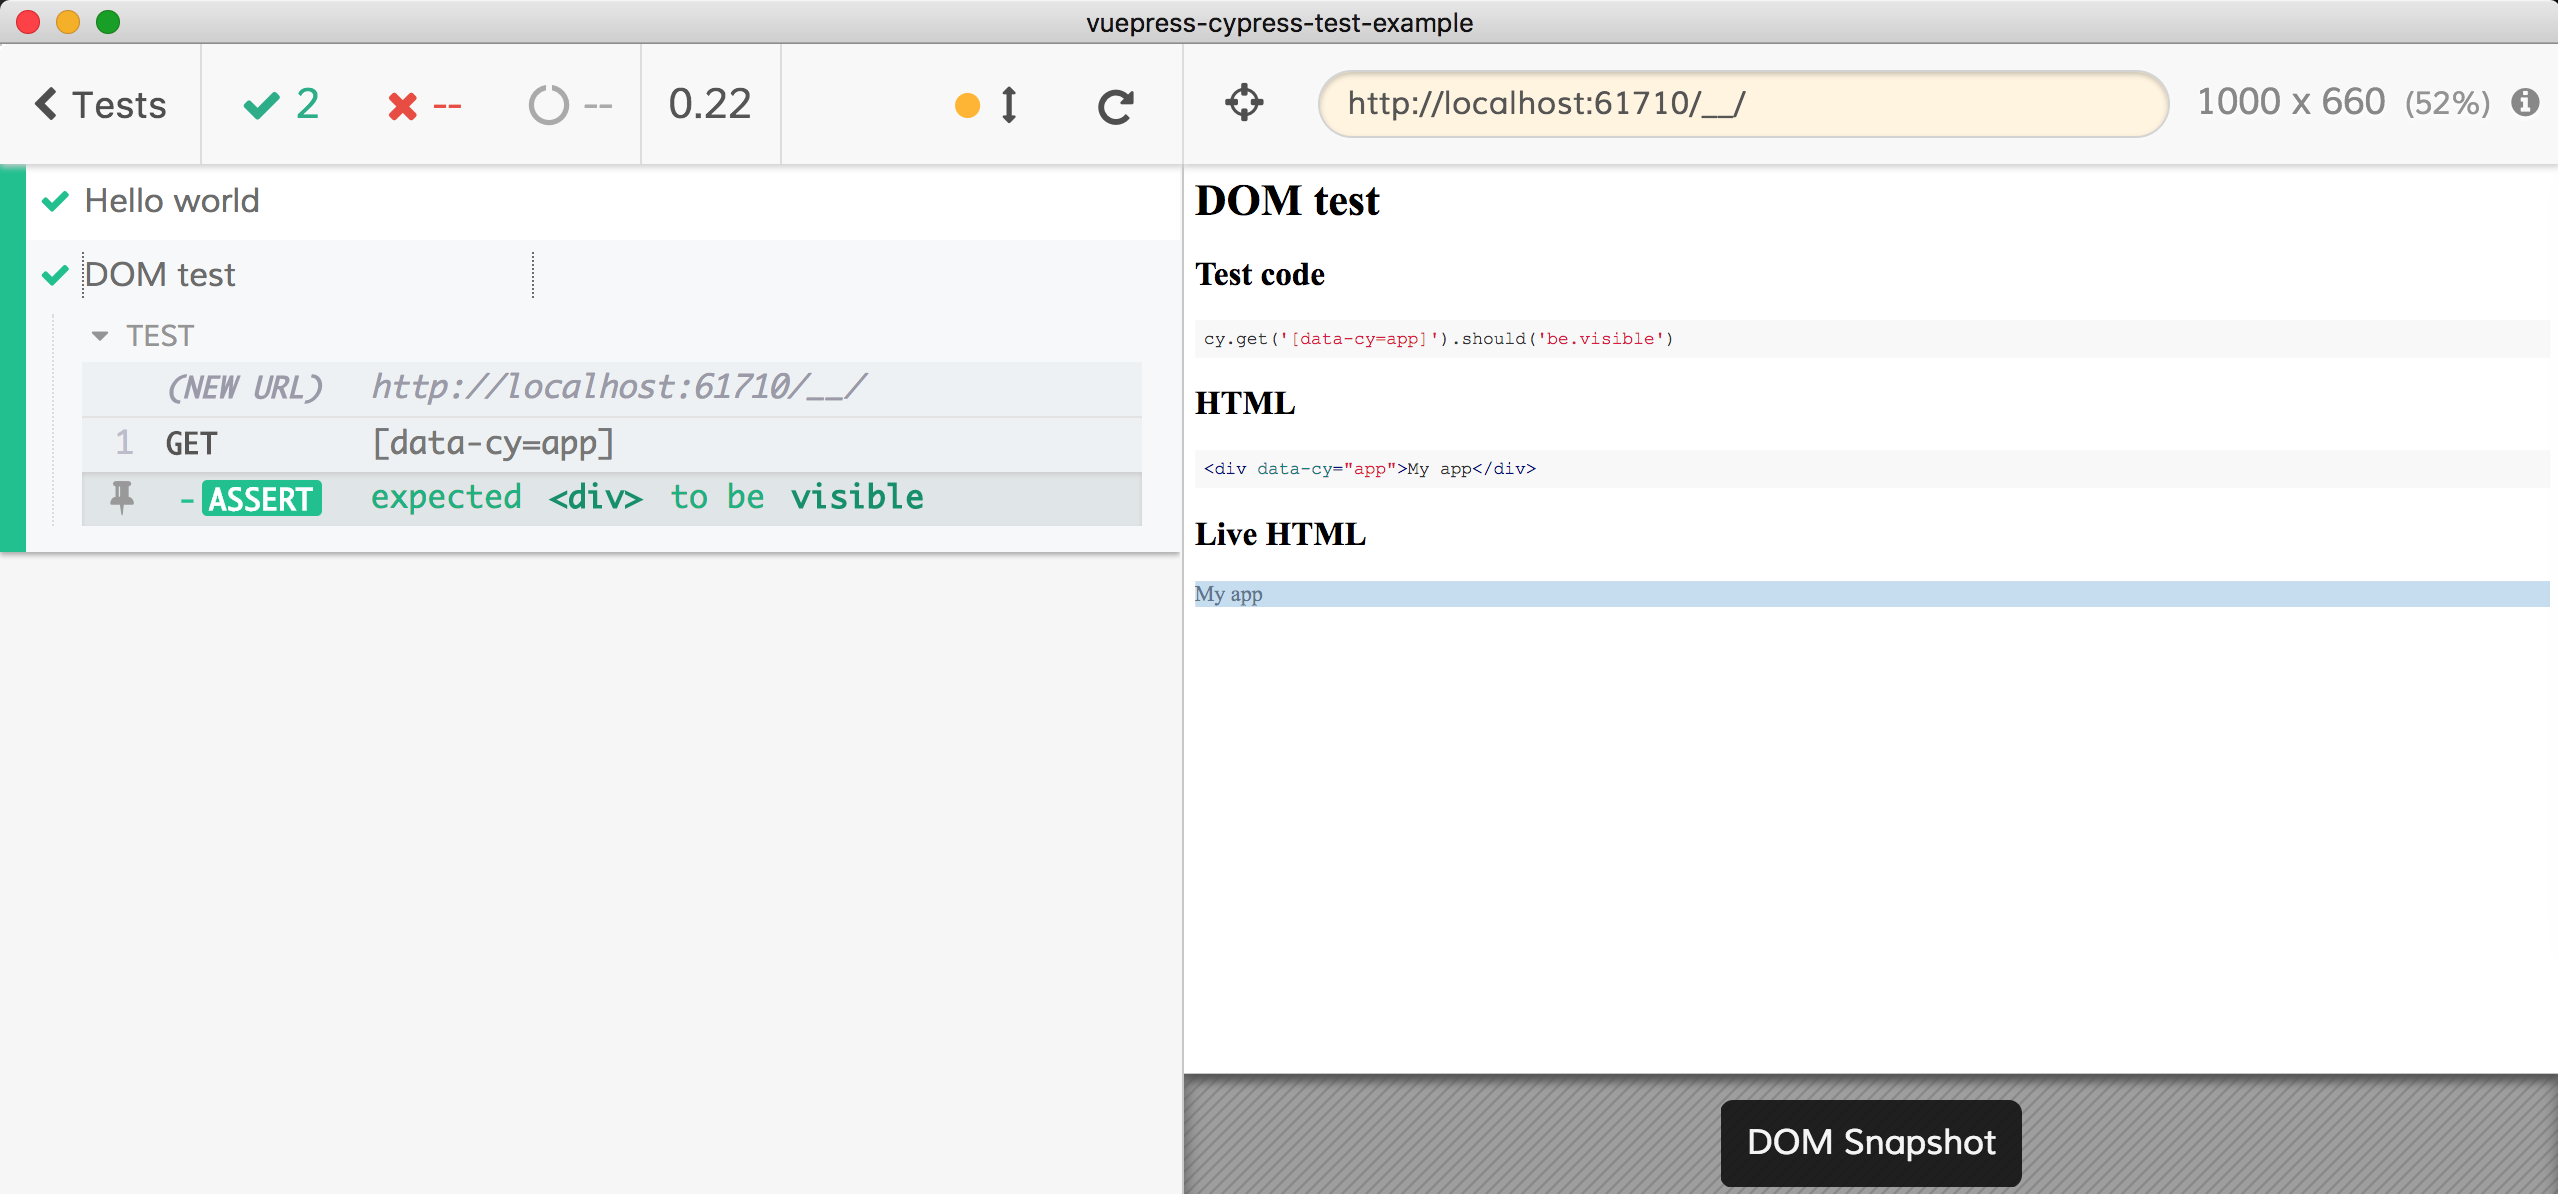 vuepress-cypress-test-example
Tests 2 -- -- 0.22
http://localhost:61710/__/ 1000 x 660 (52%)
Hello world
DOM test
TEST
(NEW URL) http://localhost:61710/__/
1 GET [data-cy=app]
-ASSERT expected <div> to be visible
DOM test
Test code
cy.get('[data-cy=app]').should('be.visible')
HTML
<div data-cy="app">My app</div>
Live HTML
My app
DOM Snapshot